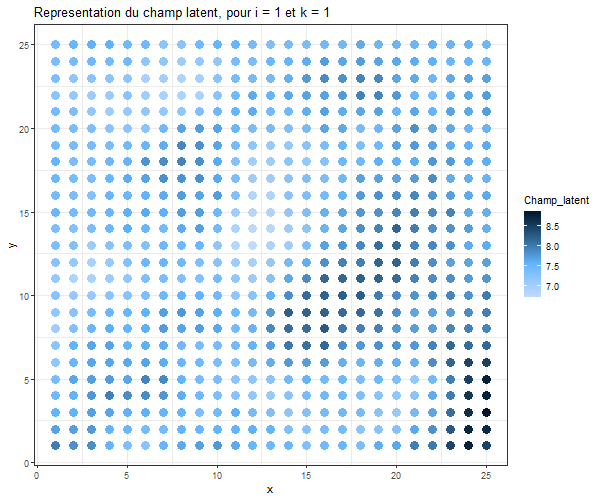 Representation du champ latent, pour i = 1 et k = 1
25
20
15
10
5
0
y
0 5 10 15 20 25
x
Champ_latent
8.5
8.0
7.5
7.0